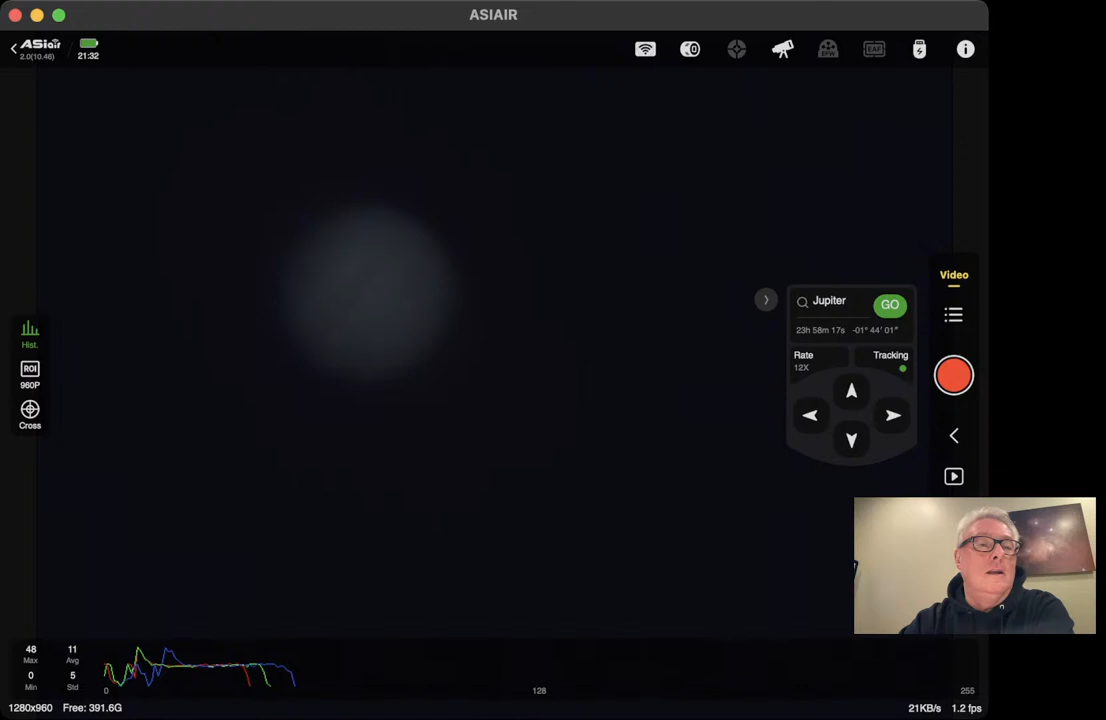 ASIAIR
ASiair
2.0(10.46)
21:32
EFW
EAF
Video
Jupiter
GO
23h 58m 17s -01° 44′ 01″
Rate
12X
Tracking
Hist.
ROI
960P
Cross
48
Max
11
Avg
0
Min
5
Std
0
128
255
1280x960
Free: 391.6G
21KB/s
1.2 fps